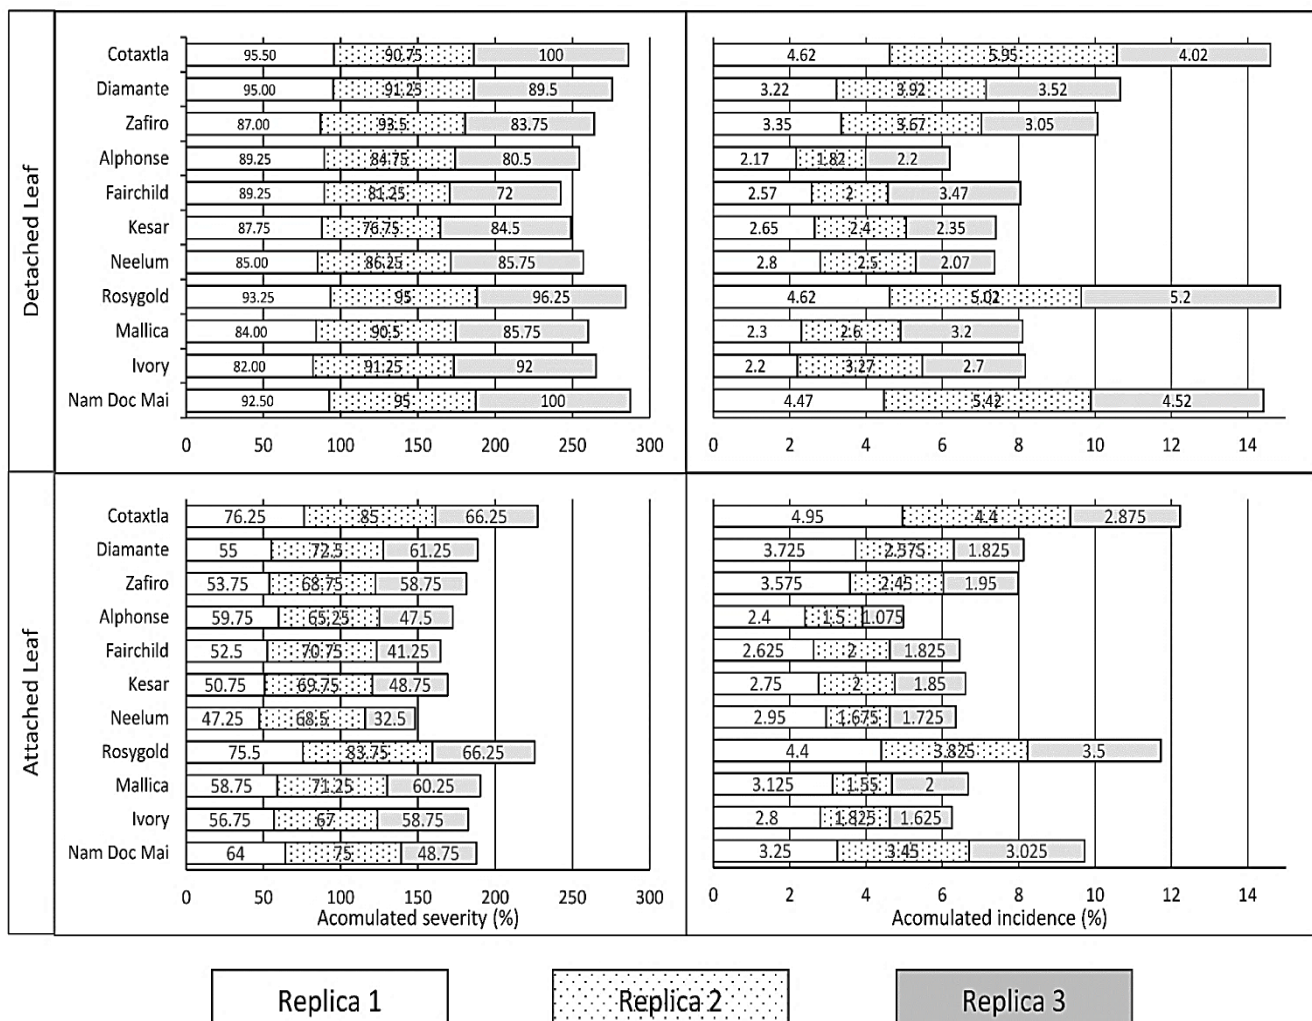 Detached Leaf
Cotaxtla 95.50 90.75 100 4.62 5.95 4.02
Diamante 95.00 91.25 89.5 3.22 3.92 3.52
Zafiro 87.00 93.5 83.75 3.35 3.67 3.05
Alphonse 89.25 84.75 80.5 2.17 1.82 2.2
Fairchild 89.25 81.25 72 2.57 2 3.47
Kesar 87.75 76.75 84.5 2.65 2.4 2.35
Neelum 85.00 86.25 85.75 2.8 2.5 2.07
Rosygold 93.25 95 96.25 4.62 5.02 5.2
Mallica 84.00 90.5 85.75 2.3 2.6 3.2
Ivory 82.00 91.25 92 2.2 3.27 2.7
Nam Doc Mai 92.50 95 100 4.47 5.42 4.52
0 50 100 150 200 250 300 0 2 4 6 8 10 12 14
Attached Leaf
Cotaxtla 76.25 85 66.25 4.95 4.4 2.875
Diamante 55 72.5 61.25 3.725 2.575 1.825
Zafiro 53.75 68.75 58.75 3.575 2.45 1.95
Alphonse 59.75 65.25 47.5 2.4 1.5 1.075
Fairchild 52.5 70.75 41.25 2.625 2 1.825
Kesar 50.75 69.75 48.75 2.75 2 1.85
Neelum 47.25 68.5 32.5 2.95 1.675 1.725
Rosygold 75.5 83.75 66.25 4.4 3.825 3.5
Mallica 58.75 71.25 60.25 3.125 1.55 2
Ivory 56.75 67 58.75 2.8 1.825 1.625
Nam Doc Mai 64 75 48.75 3.25 3.45 3.025
0 50 100 150 200 250 300 0 2 4 6 8 10 12 14
Acomulated severity (%) Acomulated incidence (%)
Replica 1 Replica 2 Replica 3